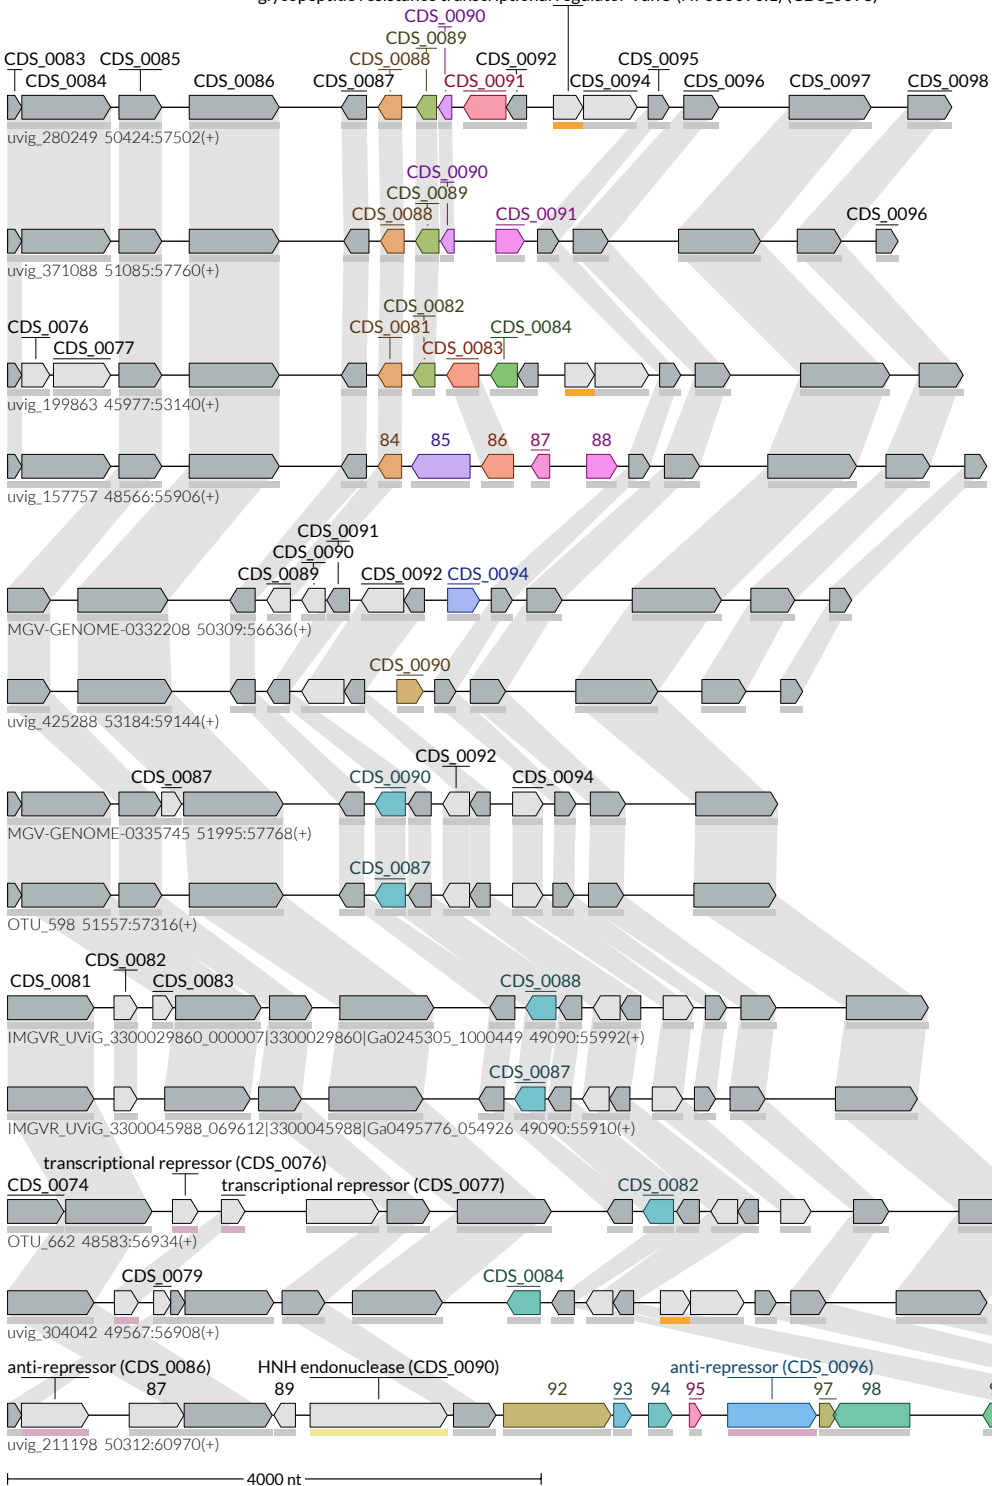 CDS_0090
CDS_0089
CDS_0083 CDS_0085 CDS_0088 CDS_0092 CDS_0095
CDS_0084 CDS_0086 CDS_0087 CDS_0091 CDS_0094 CDS_0096 CDS_0097 CDS_0098
uvig_280249 50424:57502(+)
CDS_0090
CDS_0089
CDS_0088 CDS_0091 CDS_0096
uvig_371088 51085:57760(+)
CDS_0082
CDS_0076 CDS_0081 CDS_0084
CDS_0077 CDS_0083
uvig_199863 45977:53140(+)
84 85 86 87 88
uvig_157757 48566:55906(+)
CDS_0091
CDS_0090
CDS_0089 CDS_0092 CDS_0094
MGV-GENOME-0332208 50309:56636(+)
CDS_0090
uvig_425288 53184:59144(+)
CDS_0092
CDS_0087 CDS_0090 CDS_0094
MGV-GENOME-0335745 51995:57768(+)
CDS_0087
OTU_598 51557:57316(+)
CDS_0082
CDS_0081 CDS_0083 CDS_0088
IMGVR_UViG_3300029860_000007|3300029860|Ga0245305_1000449 49090:55992(+)
CDS_0087
IMGVR_UViG_3300045988_069612|3300045988|Ga0495776_054926 49090:55910(+)
transcriptional repressor (CDS_0076)
CDS_0074 transcriptional repressor (CDS_0077) CDS_0082
OTU_662 48583:56934(+)
CDS_0079 CDS_0084
uvig_304042 49567:56908(+)
anti-repressor (CDS_0086) HNH endonuclease (CDS_0090) anti-repressor (CDS_0096)
87 89 92 93 94 95 97 98
uvig_211198 50312:60970(+)
4000 nt